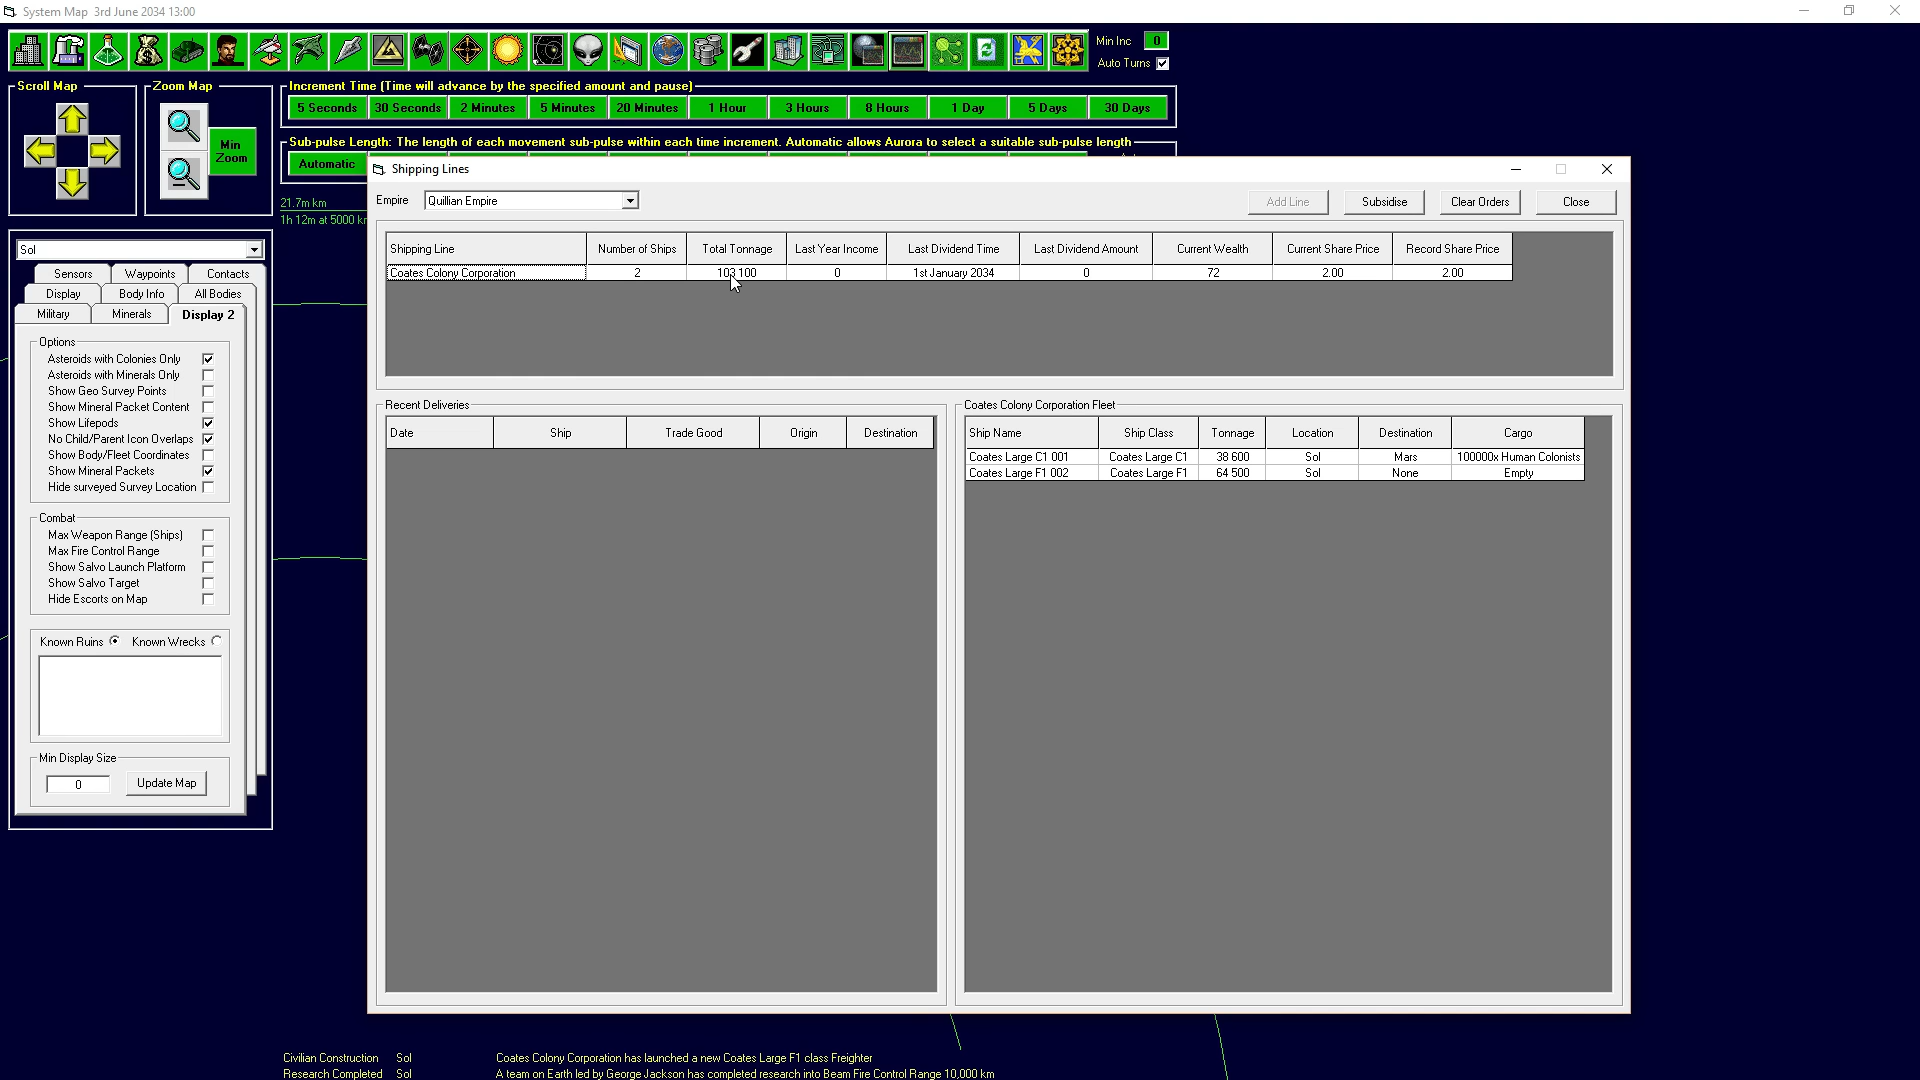 System Map 3rd June 2034 13:00
Min Inc 0
Auto Turns
Scroll Map
Zoom Map
Min Zoom
Increment Time (Time will advance by the specified amount and pause)
5 Seconds 30 Seconds 2 Minutes 5 Minutes 20 Minutes 1 Hour 3 Hours 8 Hours 1 Day 5 Days 30 Days
Sub-pulse Length: The length of each movement sub-pulse within each time increment. Automatic allows Aurora to select a suitable sub-pulse length
Automatic
21.7m km
1h 12m at 5000 k
Sol
Sensors Waypoints Contacts
Display Body Info All Bodies
Military Minerals Display 2
Options
Asteroids with Colonies Only
Asteroids with Minerals Only
Show Geo Survey Points
Show Mineral Packet Content
Show Lifepods
No Child/Parent Icon Overlaps
Show Body/Fleet Coordinates
Show Mineral Packets
Hide surveyed Survey Location
Combat
Max Weapon Range (Ships)
Max Fire Control Range
Show Salvo Launch Platform
Show Salvo Target
Hide Escorts on Map
Known Ruins Known Wrecks
Min Display Size
0 Update Map
Shipping Lines
Empire Quillian Empire
Add Line Subsidise Clear Orders Close
Shipping Line Number of Ships Total Tonnage Last Year Income Last Dividend Time Last Dividend Amount Current Wealth Current Share Price Record Share Price
Coates Colony Corporation 2 103 100 0 1st January 2034 0 72 2.00 2.00
Recent Deliveries
Date Ship Trade Good Origin Destination
Coates Colony Corporation Fleet
Ship Name Ship Class Tonnage Location Destination Cargo
Coates Large C1 001 Coates Large C1 38 600 Sol Mars 100000x Human Colonists
Coates Large F1 002 Coates Large F1 64 500 Sol None Empty
Civilian Construction Sol Coates Colony Corporation has launched a new Coates Large F1 class Freighter
Research Completed Sol A team on Earth led by George Jackson has completed research into Beam Fire Control Range 10,000 km